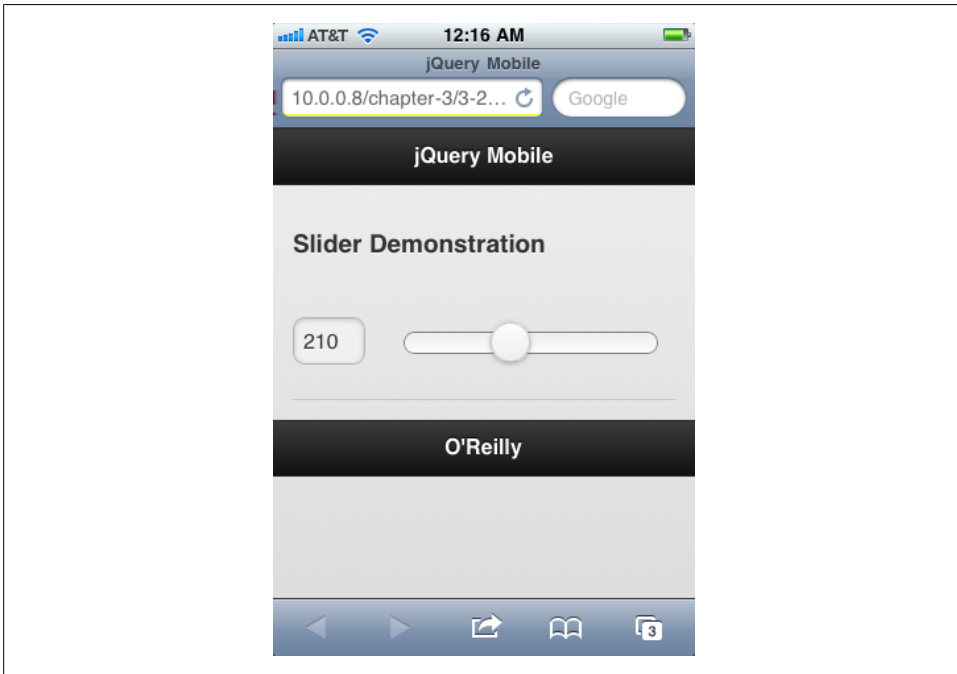 AT&T 12:16 AM
jQuery Mobile
10.0.0.8/chapter-3/3-2... Google
jQuery Mobile
Slider Demonstration
210
O'Reilly
3